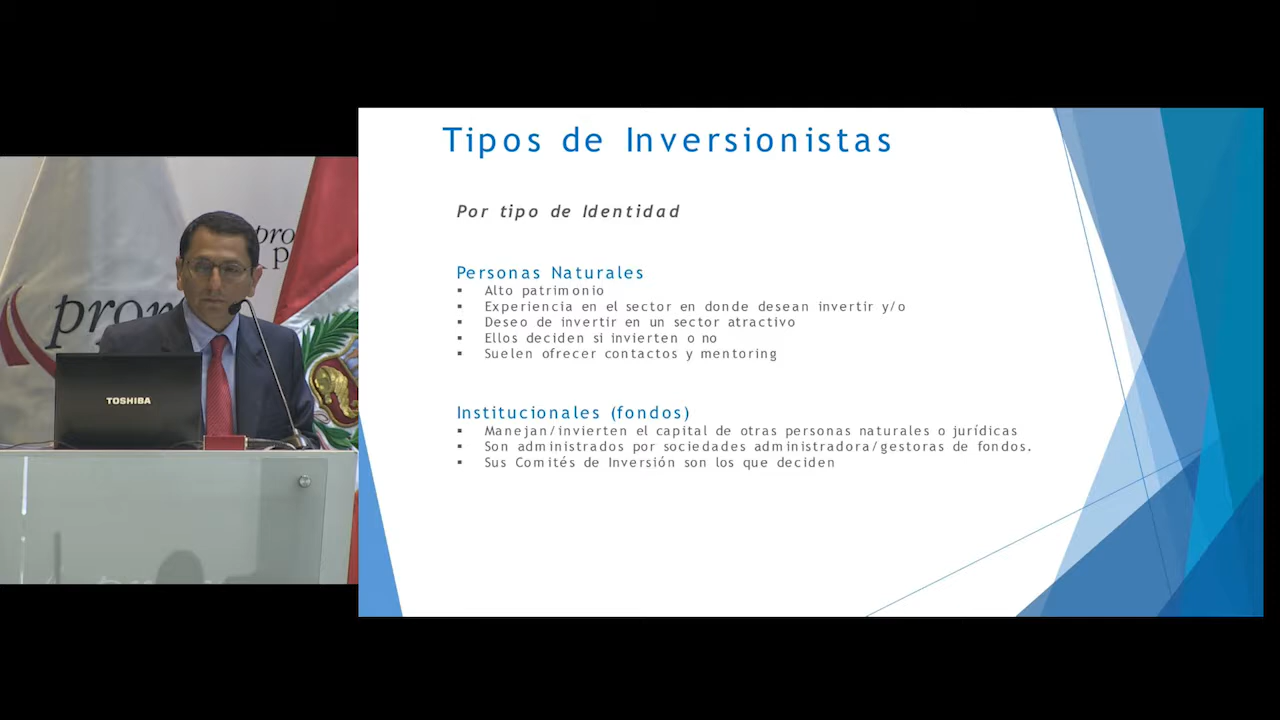 Tipos de Inversionistas
Por tipo de Identidad
Personas Naturales
▪ Alto patrimonio
▪ Experiencia en el sector en donde desean invertir y/o
▪ Deseo de invertir en un sector atractivo
▪ Ellos deciden si invierten o no
▪ Suelen ofrecer contactos y mentoring
Institucionales (fondos)
▪ Manejan/invierten el capital de otras personas naturales o jurídicas
▪ Son administrados por sociedades administradora/gestoras de fondos.
▪ Sus Comités de Inversión son los que deciden
TOSHIBA